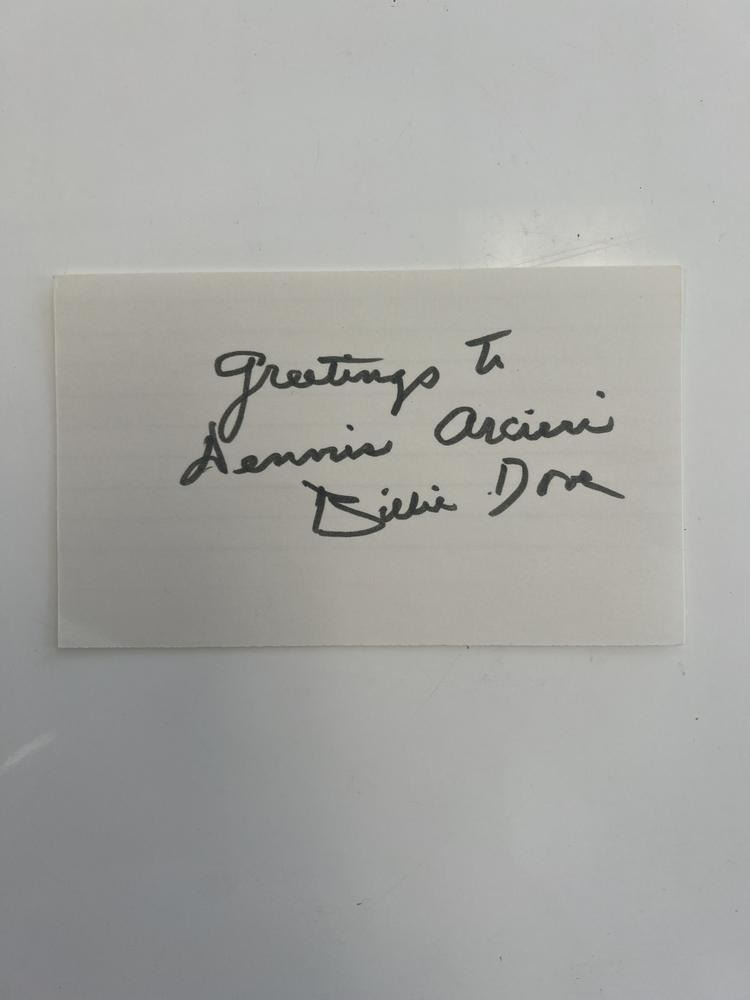 Greetings to
Dennis Arcieri
Billie Dove